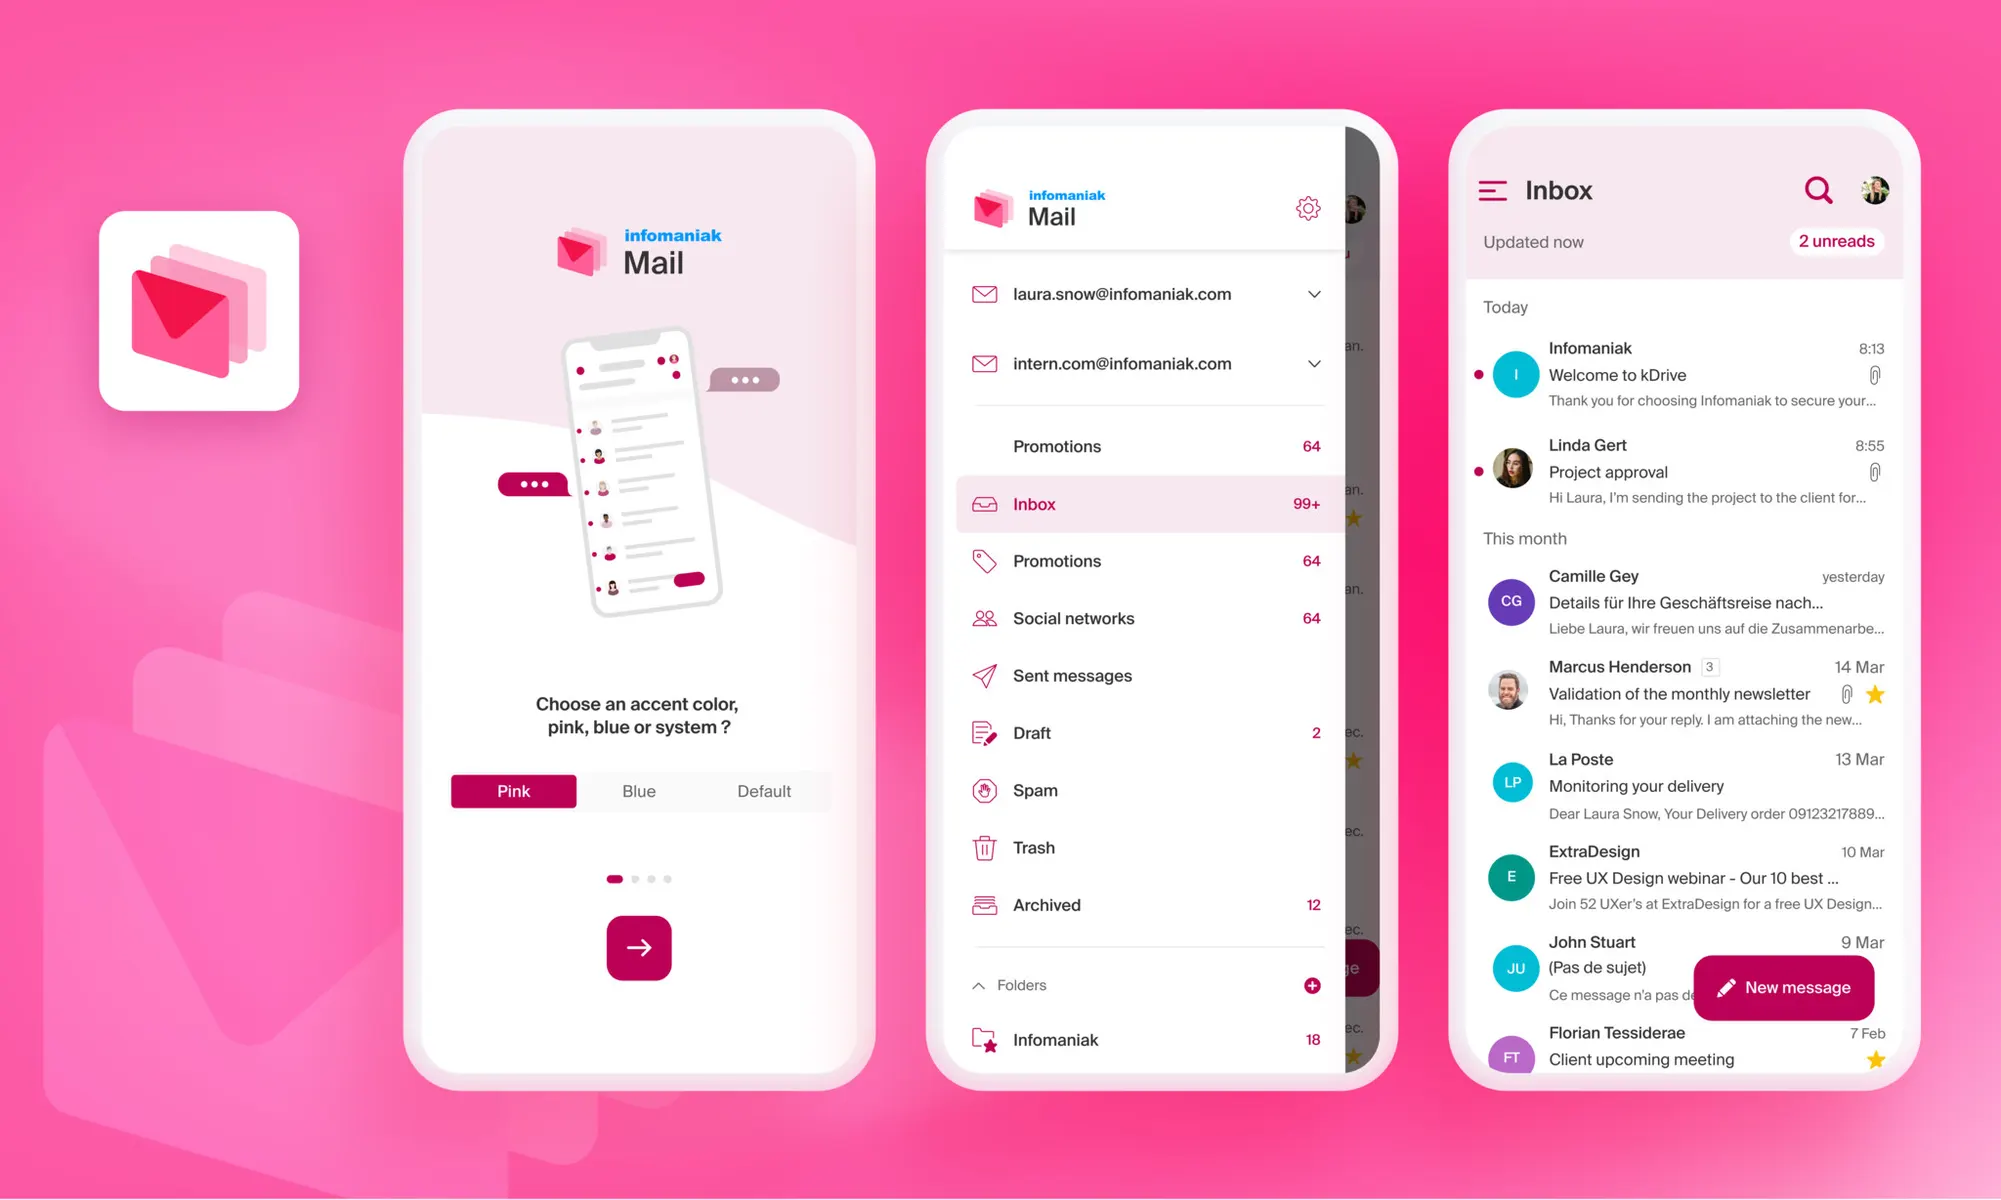 infomaniak
Mail
Choose an accent color,
pink, blue or system ?
Pink
Blue
Default
infomaniak
Mail
laura.snow@infomaniak.com
intern.com@infomaniak.com
Promotions 64
Inbox 99+
Promotions 64
Social networks 64
Sent messages
Draft 2
Spam
Trash
Archived 12
Folders
Infomaniak 18
an.
an.
an.
ec.
ec.
ec.
ge
ec.
Inbox
Updated now
2 unreads
Today
Infomaniak 8:13
I
Welcome to kDrive
Thank you for choosing Infomaniak to secure your...
Linda Gert 8:55
Project approval
Hi Laura, I'm sending the project to the client for...
This month
Camille Gey yesterday
CG
Details für Ihre Geschäftsreise nach...
Liebe Laura, wir freuen uns auf die Zusammenarbe...
Marcus Henderson 3 14 Mar
Validation of the monthly newsletter
Hi, Thanks for your reply. I am attaching the new...
La Poste 13 Mar
LP
Monitoring your delivery
Dear Laura Snow, Your Delivery order 09123217889...
ExtraDesign 10 Mar
E
Free UX Design webinar - Our 10 best ...
Join 52 UXer's at ExtraDesign for a free UX Design...
John Stuart 9 Mar
JU
(Pas de sujet)
Ce message n'a pas de
New message
Florian Tessiderae 7 Feb
FT
Client upcoming meeting